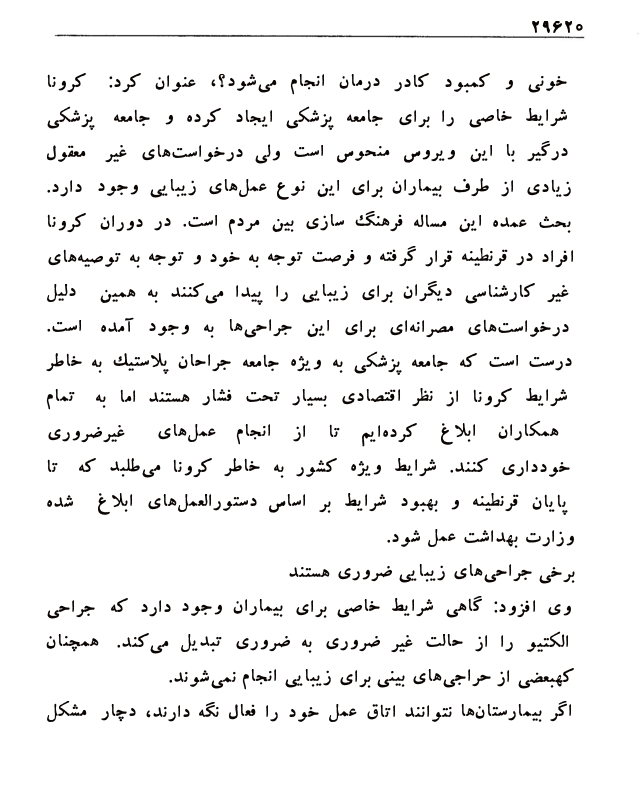 ۲۹۶۲۰
خونی و کمبود کادر درمان انجام می‌شود؟، عنوان کرد: کرونا
شرایط خاصی را برای جامعه پزشکی ایجاد کرده و جامعه پزشکی
درگیر با این ویروس منحوس است ولی درخواست‌های غیر معقول
زیادی از طرف بیماران برای این نوع عمل‌های زیبایی وجود دارد.
بحث عمده این مساله فرهنگ سازی بین مردم است. در دوران کرونا
افراد در قرنطینه قرار گرفته و فرصت توجه به خود و توجه به توصیه‌های
غیر کارشناسی دیگران برای زیبایی را پیدا می‌کنند به همین دلیل
درخواست‌های مصرانه‌ای برای این جراحی‌ها به وجود آمده است.
درست است که جامعه پزشکی به ویژه جامعه جراحان پلاستیك به خاطر
شرایط کرونا از نظر اقتصادی بسیار تحت فشار هستند اما به تمام
همکاران ابلاغ کرده‌ایم تا از انجام عمل‌های غیرضروری
خودداری کنند. شرایط ویژه کشور به خاطر کرونا می‌طلبد که تا
پایان قرنطینه و بهبود شرایط بر اساس دستورالعمل‌های ابلاغ شده
وزارت بهداشت عمل شود.
برخی جراحی‌های زیبایی ضروری هستند
وی افزود: گاهی شرایط خاصی برای بیماران وجود دارد که جراحی
الکتیو را از حالت غیر ضروری به ضروری تبدیل می‌کند. همچنان
کهبعضی از حراجی‌های بینی برای زیبایی انجام نمی‌شوند.
اگر بیمارستان‌ها نتوانند اتاق عمل خود را فعال نگه دارند، دچار مشکل